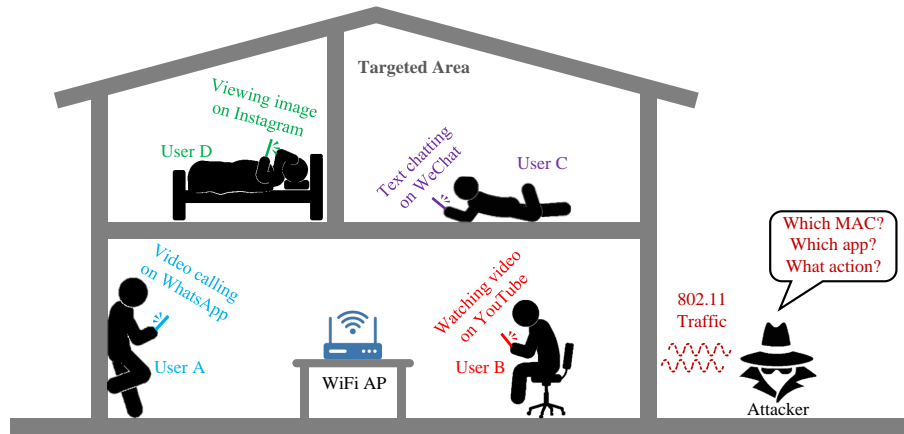 Targeted Area
Viewing image
on Instagram
User D
Text chatting
on WeChat
User C
Which MAC?
Which app?
What action?
Video calling
on WhatsApp
User A
WiFi AP
Watching video
on YouTube
User B
802.11
Traffic
Attacker